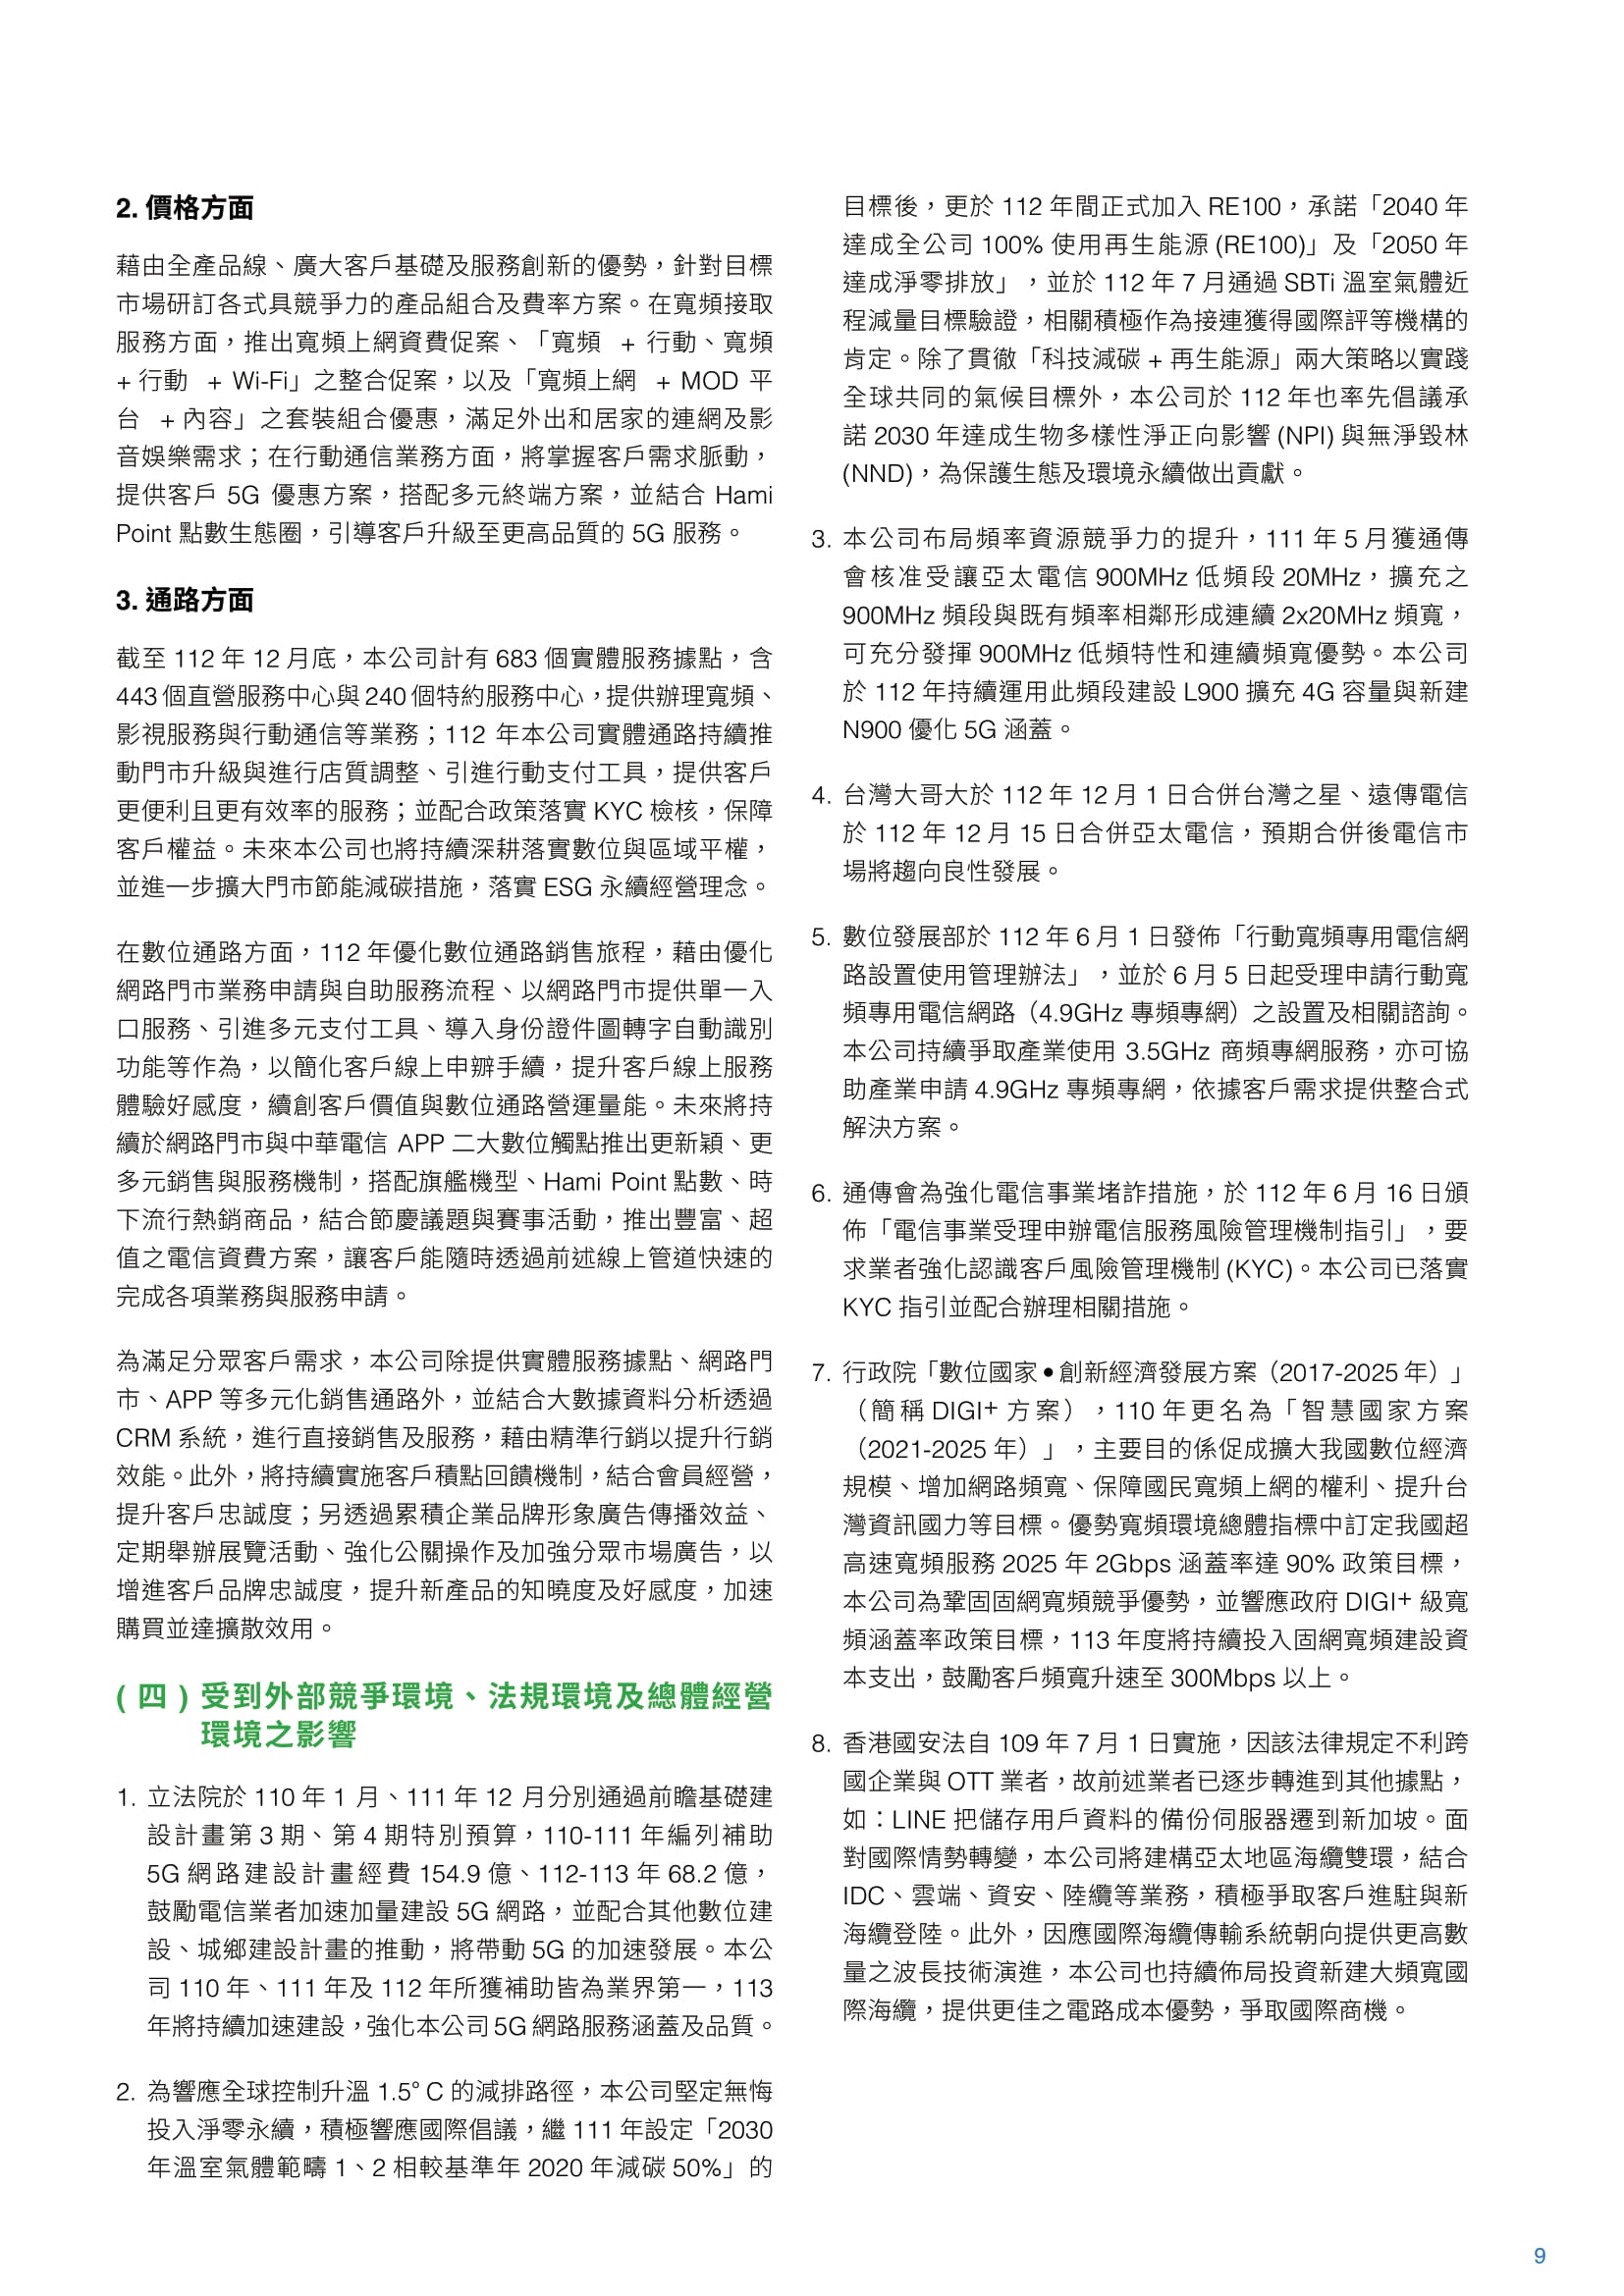 2. 價格方面
藉由全產品線、廣大客戶基礎及服務創新的優勢，針對目標
市場研訂各式具競爭力的產品組合及費率方案。在寬頻接取
服務方面，推出寬頻上網資費促案、「寬頻 + 行動、寬頻
+ 行動 + Wi-Fi」之整合促案，以及「寬頻上網 + MOD 平
台 + 內容」之套裝組合優惠，滿足外出和居家的連網及影
音娛樂需求；在行動通信業務方面，將掌握客戶需求脈動，
提供客戶 5G 優惠方案，搭配多元終端方案，並結合 Hami
Point 點數生態圈，引導客戶升級至更高品質的 5G 服務。
3. 通路方面
截至 112 年 12 月底，本公司計有 683 個實體服務據點，含
443 個直營服務中心與 240 個特約服務中心，提供辦理寬頻、
影視服務與行動通信等業務；112 年本公司實體通路持續推
動門市升級與進行店質調整、引進行動支付工具，提供客戶
更便利且更有效率的服務；並配合政策落實 KYC 檢核，保障
客戶權益。未來本公司也將持續深耕落實數位與區域平權，
並進一步擴大門市節能減碳措施，落實 ESG 永續經營理念。
在數位通路方面，112 年優化數位通路銷售旅程，藉由優化
網路門市業務申請與自助服務流程、以網路門市提供單一入
口服務、引進多元支付工具、導入身份證件圖轉字自動識別
功能等作為，以簡化客戶線上申辦手續，提升客戶線上服務
體驗好感度，續創客戶價值與數位通路營運量能。未來將持
續於網路門市與中華電信 APP 二大數位觸點推出更新穎、更
多元銷售與服務機制，搭配旗艦機型、Hami Point 點數、時
下流行熱銷商品，結合節慶議題與賽事活動，推出豐富、超
值之電信資費方案，讓客戶能隨時透過前述線上管道快速的
完成各項業務與服務申請。
為滿足分眾客戶需求，本公司除提供實體服務據點、網路門
市、APP 等多元化銷售通路外，並結合大數據資料分析透過
CRM 系統，進行直接銷售及服務，藉由精準行銷以提升行銷
效能。此外，將持續實施客戶積點回饋機制，結合會員經營，
提升客戶忠誠度；另透過累積企業品牌形象廣告傳播效益、
定期舉辦展覽活動、強化公關操作及加強分眾市場廣告，以
增進客戶品牌忠誠度，提升新產品的知曉度及好感度，加速
購買並達擴散效用。
( 四 ) 受到外部競爭環境、法規環境及總體經營
環境之影響
1. 立法院於 110 年 1 月、111 年 12 月分別通過前瞻基礎建
設計畫第 3 期、第 4 期特別預算，110-111 年編列補助
5G 網路建設計畫經費 154.9 億、112-113 年 68.2 億，
鼓勵電信業者加速加量建設 5G 網路，並配合其他數位建
設、城鄉建設計畫的推動，將帶動 5G 的加速發展。本公
司 110 年、111 年及 112 年所獲補助皆為業界第一，113
年將持續加速建設，強化本公司 5G 網路服務涵蓋及品質。
2. 為響應全球控制升溫 1.5° C 的減排路徑，本公司堅定無悔
投入淨零永續，積極響應國際倡議，繼 111 年設定「2030
年溫室氣體範疇 1、2 相較基準年 2020 年減碳 50%」的
目標後，更於 112 年間正式加入 RE100，承諾「2040 年
達成全公司 100% 使用再生能源 (RE100)」及「2050 年
達成淨零排放」，並於 112 年 7 月通過 SBTi 溫室氣體近
程減量目標驗證，相關積極作為接連獲得國際評等機構的
肯定。除了貫徹「科技減碳 + 再生能源」兩大策略以實踐
全球共同的氣候目標外，本公司於 112 年也率先倡議承
諾 2030 年達成生物多樣性淨正向影響 (NPI) 與無淨毀林
(NND)，為保護生態及環境永續做出貢獻。
3. 本公司布局頻率資源競爭力的提升，111 年 5 月獲通傳
會核准受讓亞太電信 900MHz 低頻段 20MHz，擴充之
900MHz 頻段與既有頻率相鄰形成連續 2x20MHz 頻寬，
可充分發揮 900MHz 低頻特性和連續頻寬優勢。本公司
於 112 年持續運用此頻段建設 L900 擴充 4G 容量與新建
N900 優化 5G 涵蓋。
4. 台灣大哥大於 112 年 12 月 1 日合併台灣之星、遠傳電信
於 112 年 12 月 15 日合併亞太電信，預期合併後電信市
場將趨向良性發展。
5. 數位發展部於 112 年 6 月 1 日發佈「行動寬頻專用電信網
路設置使用管理辦法」，並於 6 月 5 日起受理申請行動寬
頻專用電信網路（4.9GHz 專頻專網）之設置及相關諮詢。
本公司持續爭取產業使用 3.5GHz 商頻專網服務，亦可協
助產業申請 4.9GHz 專頻專網，依據客戶需求提供整合式
解決方案。
6. 通傳會為強化電信事業堵詐措施，於 112 年 6 月 16 日頒
佈「電信事業受理申辦電信服務風險管理機制指引」，要
求業者強化認識客戶風險管理機制 (KYC)。本公司已落實
KYC 指引並配合辦理相關措施。
7. 行政院「數位國家•創新經濟發展方案（2017-2025 年）」
（簡稱 DIGI+ 方案），110 年更名為「智慧國家方案
（2021-2025 年）」，主要目的係促成擴大我國數位經濟
規模、增加網路頻寬、保障國民寬頻上網的權利、提升台
灣資訊國力等目標。優勢寬頻環境總體指標中訂定我國超
高速寬頻服務 2025 年 2Gbps 涵蓋率達 90% 政策目標，
本公司為鞏固固網寬頻競爭優勢，並響應政府 DIGI+ 級寬
頻涵蓋率政策目標，113 年度將持續投入固網寬頻建設資
本支出，鼓勵客戶頻寬升速至 300Mbps 以上。
8. 香港國安法自 109 年 7 月 1 日實施，因該法律規定不利跨
國企業與 OTT 業者，故前述業者已逐步轉進到其他據點，
如：LINE 把儲存用戶資料的備份伺服器遷到新加坡。面
對國際情勢轉變，本公司將建構亞太地區海纜雙環，結合
IDC、雲端、資安、陸纜等業務，積極爭取客戶進駐與新
海纜登陸。此外，因應國際海纜傳輸系統朝向提供更高數
量之波長技術演進，本公司也持續佈局投資新建大頻寬國
際海纜，提供更佳之電路成本優勢，爭取國際商機。
9